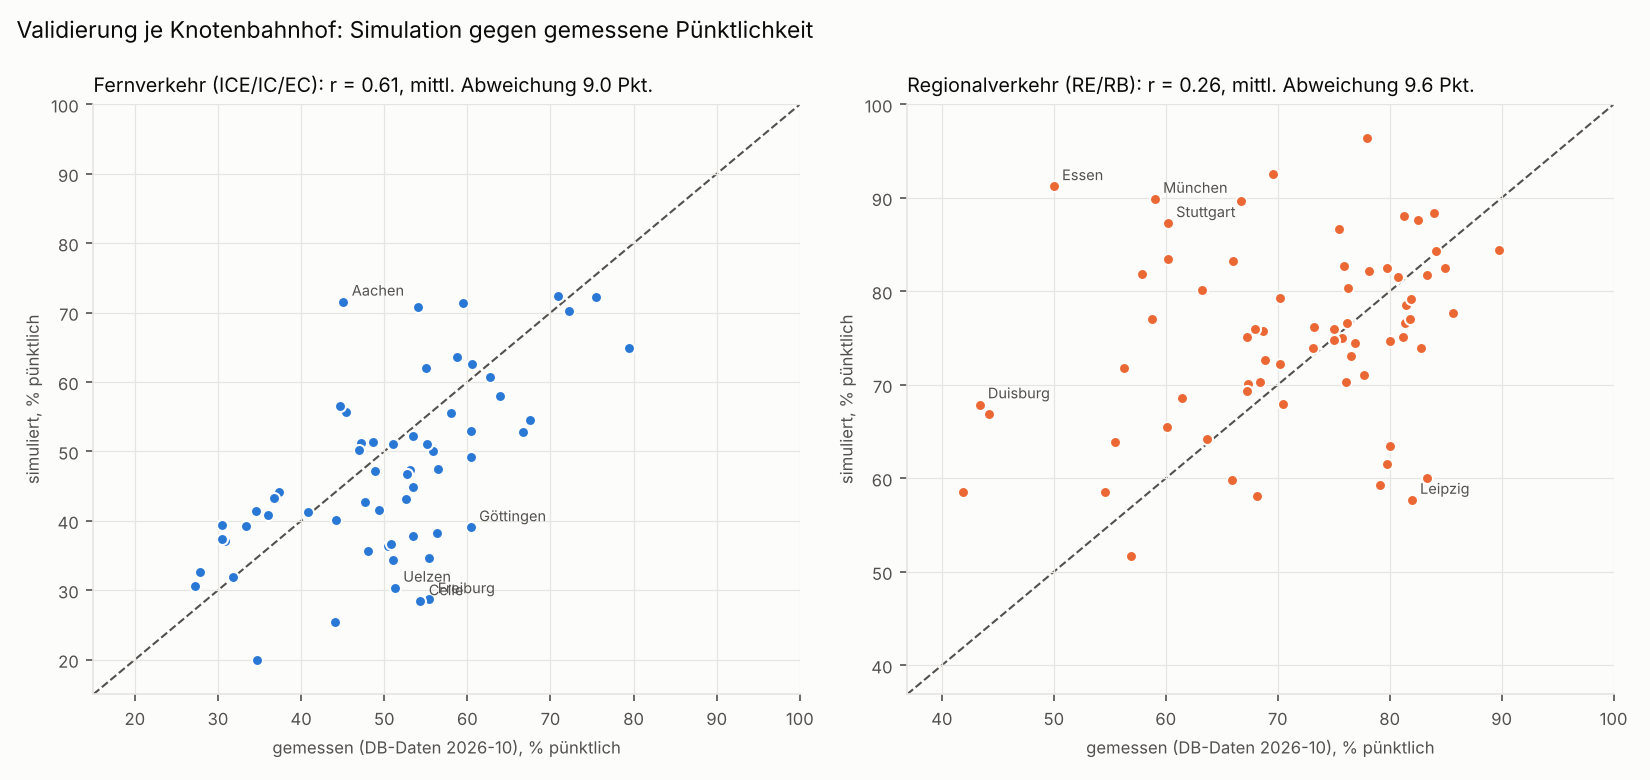 Validierung je Knotenbahnhof: Simulation gegen gemessene Pünktlichkeit
Fernverkehr (ICE/IC/EC): r = 0.61, mittl. Abweichung 9.0 Pkt.
100
90
80
70
60
50
40
30
20
simuliert, % pünktlich
Aachen
Göttingen
Uelzen
Celle
Freiburg
20 30 40 50 60 70 80 90 100
gemessen (DB-Daten 2026-10), % pünktlich
Regionalverkehr (RE/RB): r = 0.26, mittl. Abweichung 9.6 Pkt.
100
90
80
70
60
50
40
simuliert, % pünktlich
Essen
München
Stuttgart
Duisburg
Leipzig
40 50 60 70 80 90 100
gemessen (DB-Daten 2026-10), % pünktlich